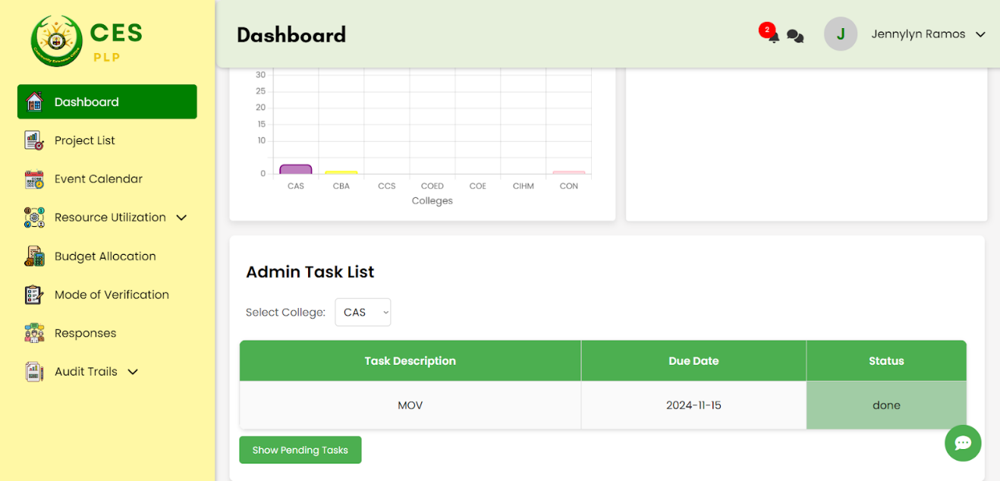 CES
PLP
Dashboard
Project List
Event Calendar
Resource Utilization
Budget Allocation
Mode of Verification
Responses
Audit Trails
Dashboard
2
J
Jennylyn Ramos
30
25
20
15
10
0
CAS CBA CCS COED COE CIHM CON
Colleges
Admin Task List
Select College: CAS
Task Description Due Date Status
MOV 2024-11-15 done
Show Pending Tasks